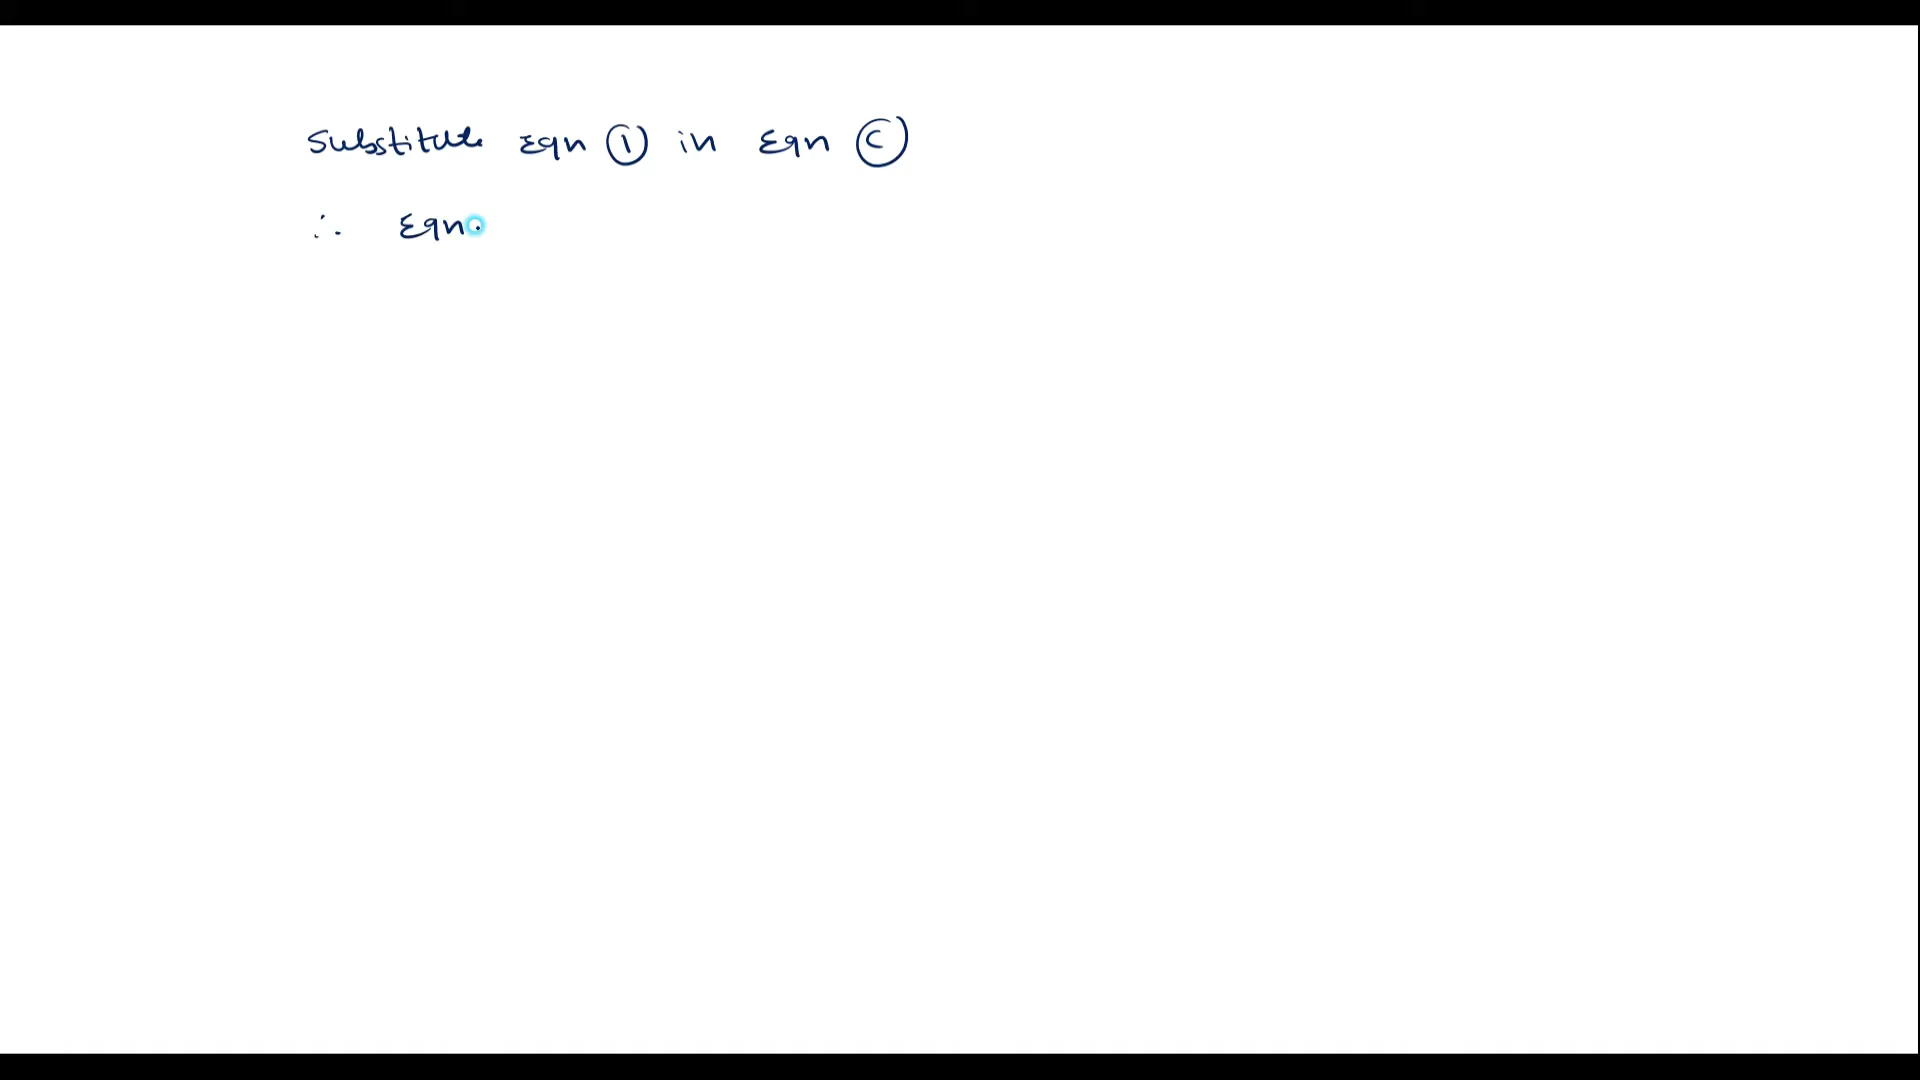 Substitute Eqn ① in Eqn Ⓒ
∴ Eqn